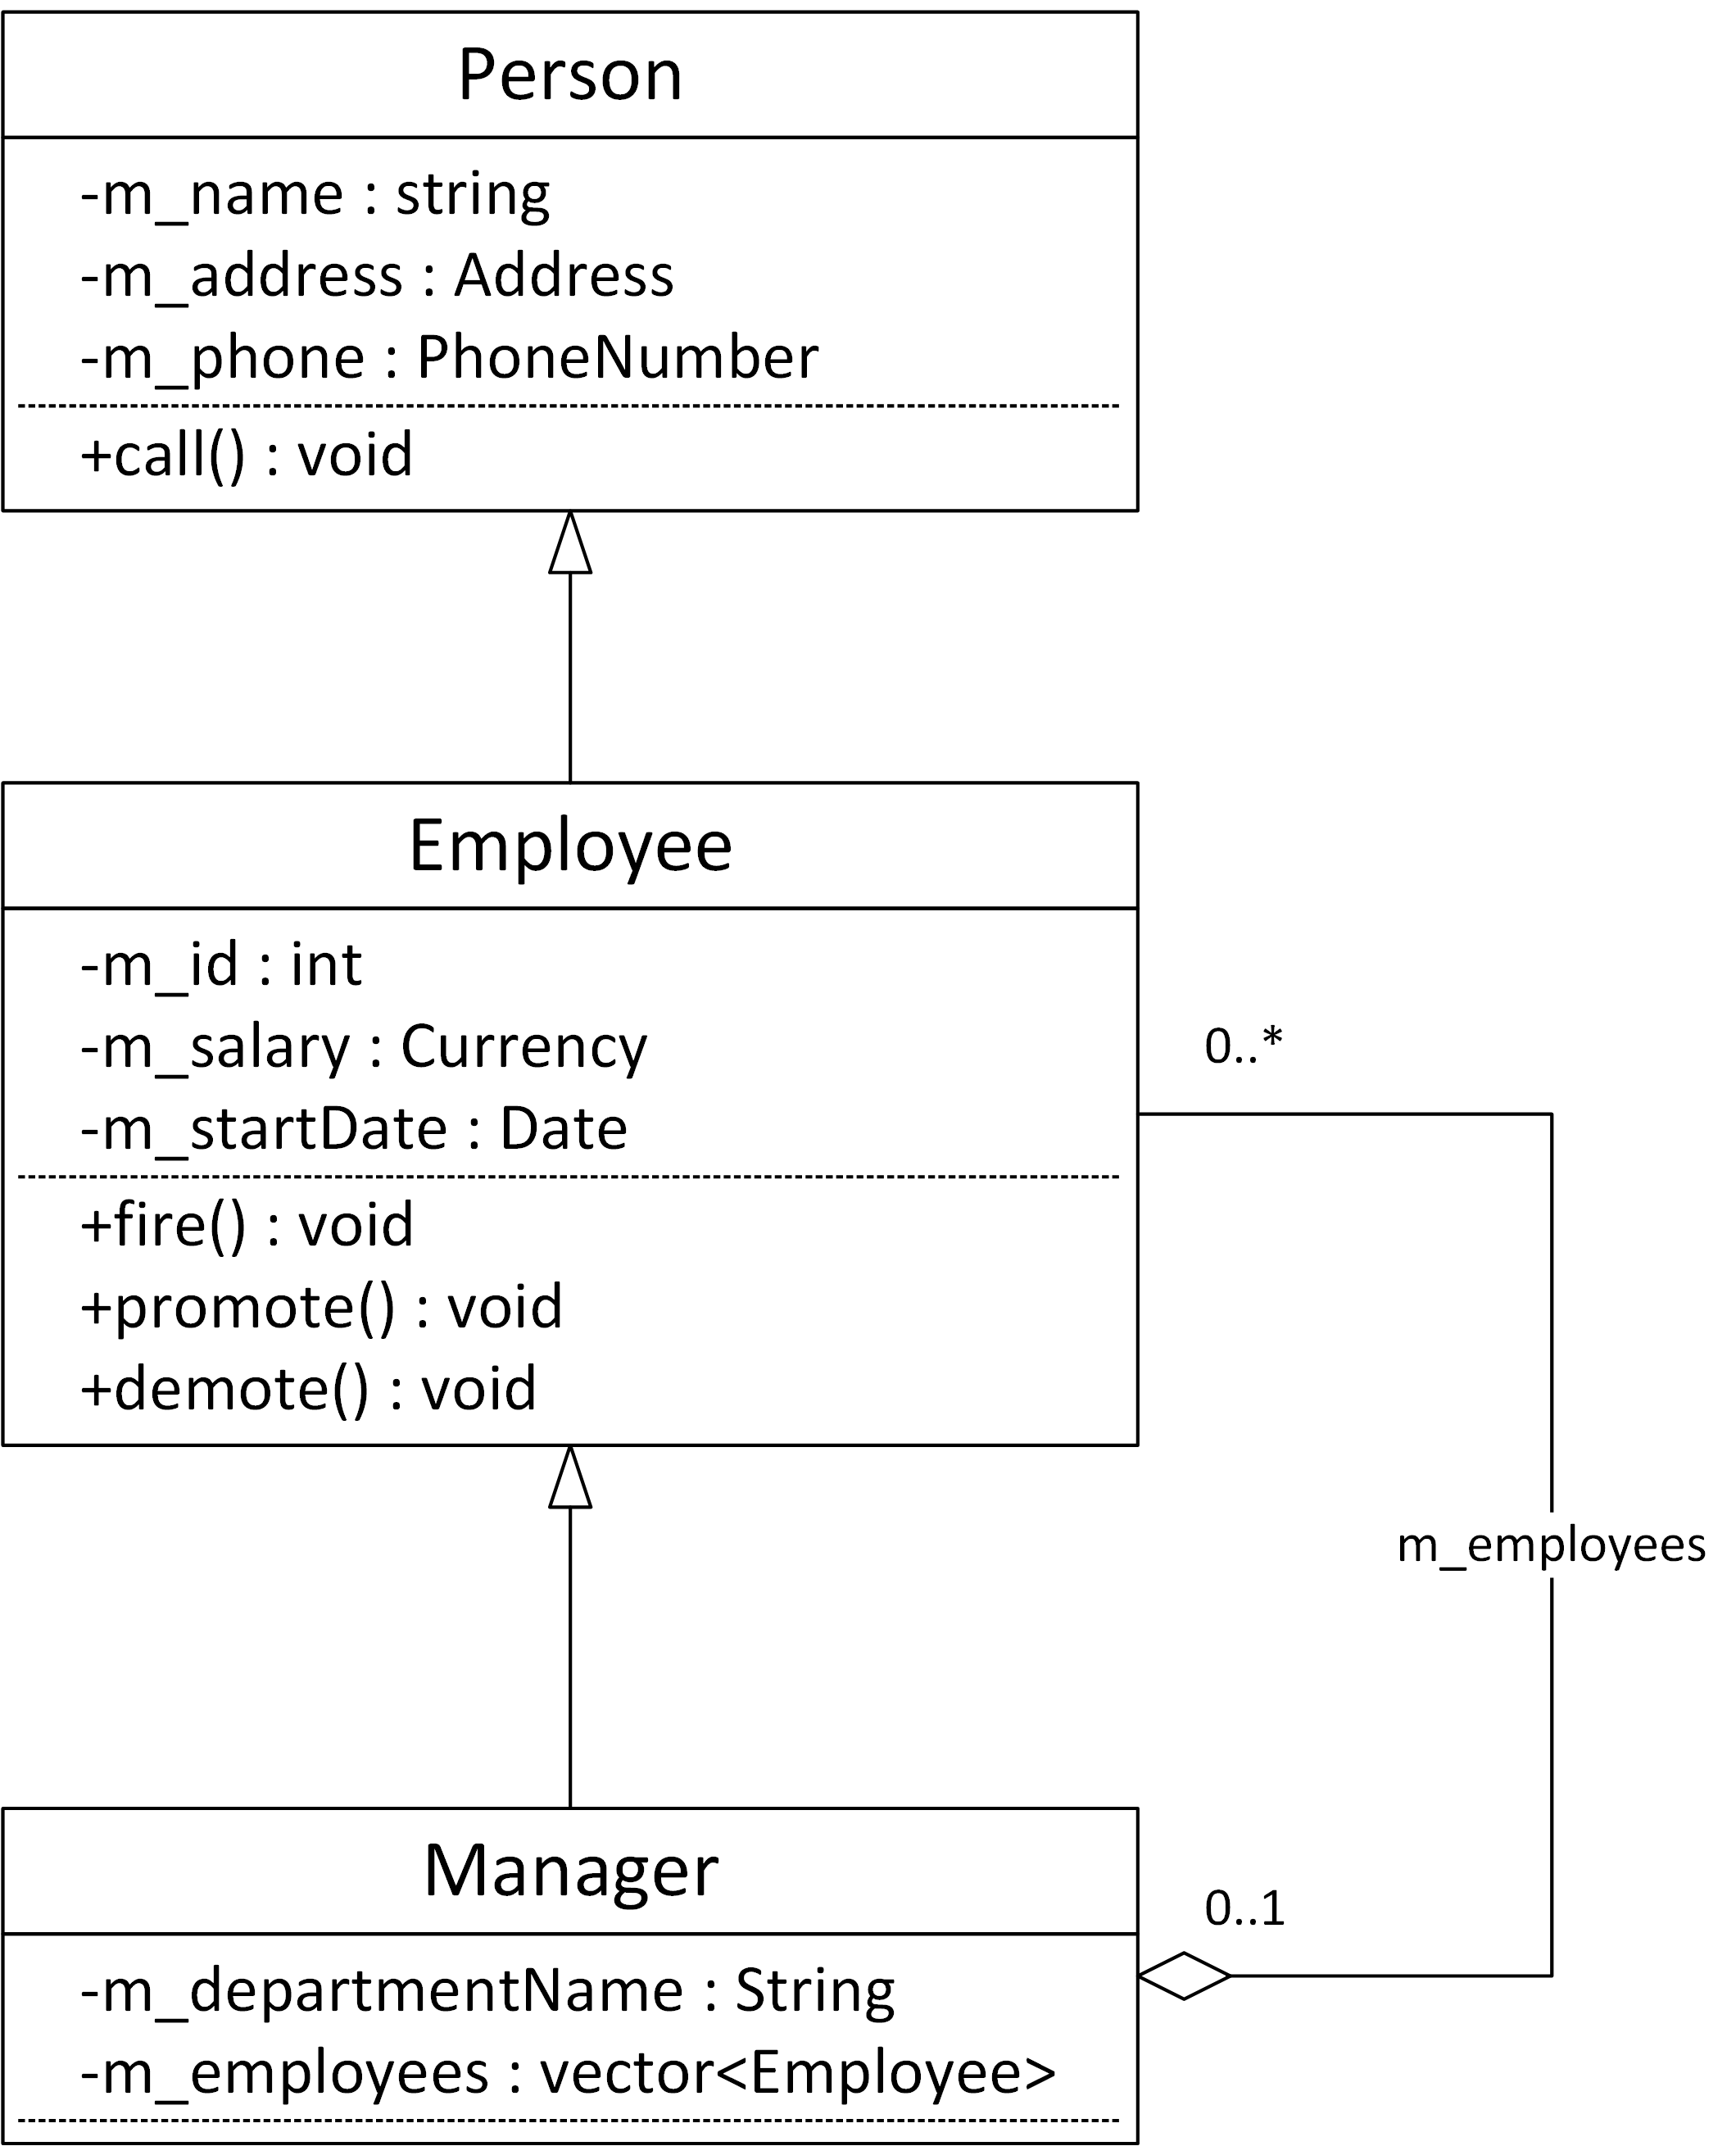 Person
-m_name : string
-m_address : Address
-m_phone : PhoneNumber
+call() : void
Employee
-m_id : int
-m_salary : Currency
-m_startDate : Date
+fire() : void
+promote() : void
+demote() : void
0..*
m_employees
Manager
-m_departmentName : String
-m_employees : vector<Employee>
0..1